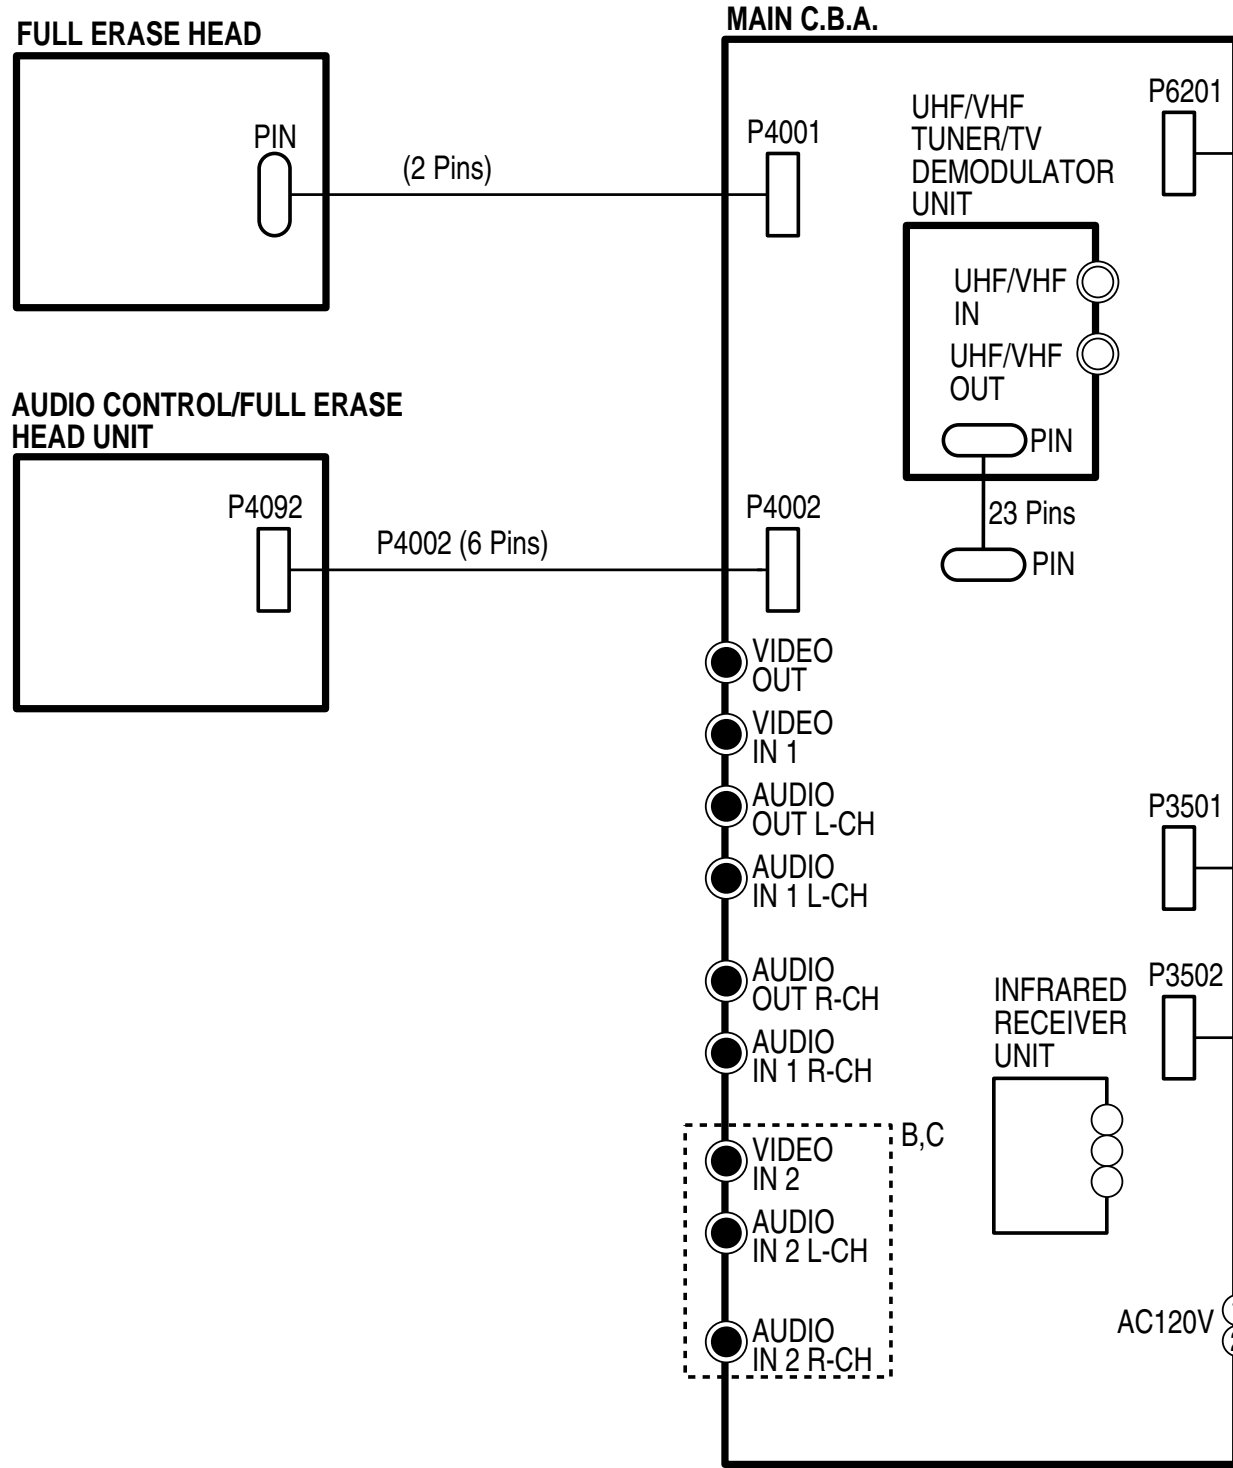 FULL ERASE HEAD
PIN
(2 Pins)
AUDIO CONTROL/FULL ERASE
HEAD UNIT
P4092
P4002 (6 Pins)
MAIN C.B.A.
P4001
UHF/VHF
TUNER/TV
DEMODULATOR
UNIT
P6201
UHF/VHF
IN
UHF/VHF
OUT
PIN
23 Pins
PIN
P4002
VIDEO
OUT
VIDEO
IN 1
AUDIO
OUT L-CH
AUDIO
IN 1 L-CH
AUDIO
OUT R-CH
AUDIO
IN 1 R-CH
B,C
VIDEO
IN 2
AUDIO
IN 2 L-CH
AUDIO
IN 2 R-CH
P3501
P3502
INFRARED
RECEIVER
UNIT
AC120V